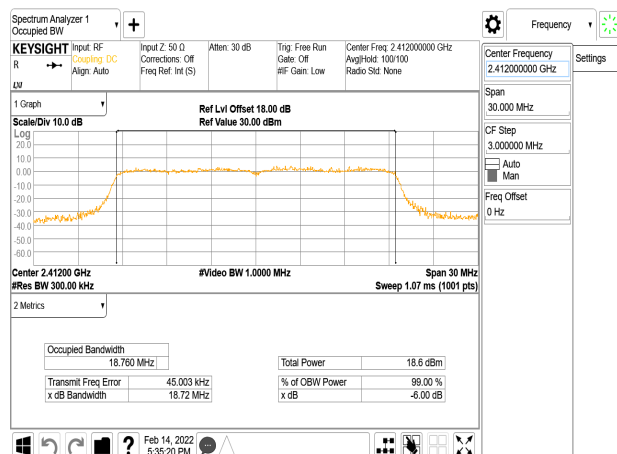 Spectrum Analyzer 1
Occupied BW
Frequency
KEYSIGHT
R
Input: RF
Coupling: DC
Align: Auto
Input Z: 50 Ω
Corrections: Off
Freq Ref: Int (S)
Atten: 30 dB
Trig: Free Run
Gate: Off
#IF Gain: Low
Center Freq: 2.412000000 GHz
Avg|Hold: 100/100
Radio Std: None
Center Frequency
2.412000000 GHz
Settings
Span
30.000 MHz
CF Step
3.000000 MHz
Auto
Man
Freq Offset
0 Hz
1 Graph
Scale/Div 10.0 dB
Ref Lvl Offset 18.00 dB
Ref Value 30.00 dBm
Log
20.0
10.0
0.00
-10.0
-20.0
-30.0
-40.0
-50.0
-60.0
Center 2.41200 GHz
#Res BW 300.00 kHz
#Video BW 1.0000 MHz
Span 30 MHz
Sweep 1.07 ms (1001 pts)
2 Metrics
Occupied Bandwidth
18.760 MHz
Transmit Freq Error 45.003 kHz
x dB Bandwidth 18.72 MHz
Total Power 18.6 dBm
% of OBW Power 99.00 %
x dB -6.00 dB
?
Feb 14, 2022
5:35:20 PM